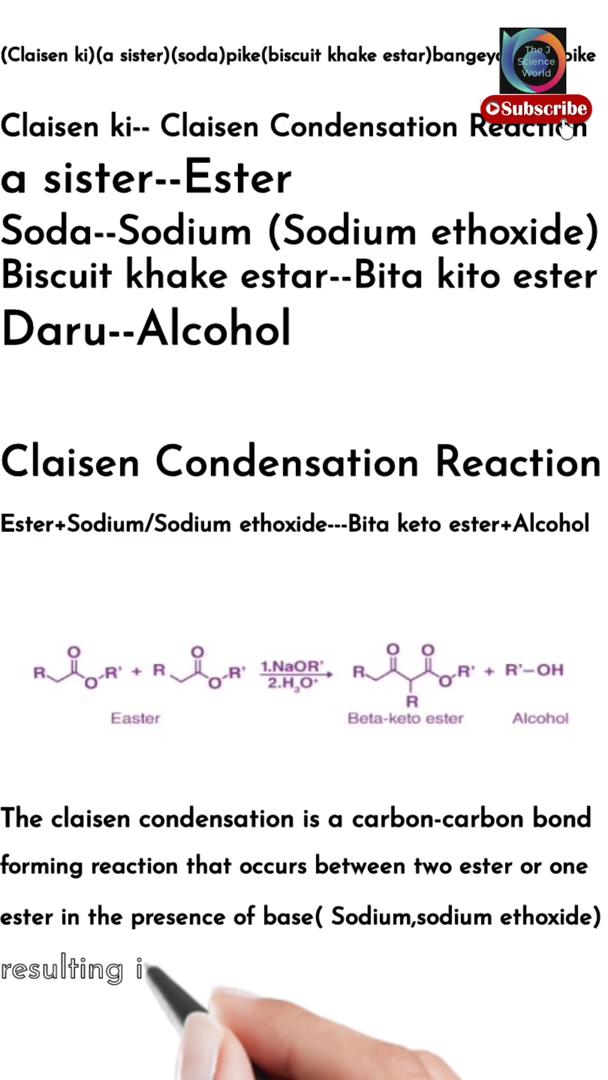 (Claisen ki)(a sister)(soda)pike(biscuit khake estar)bangeya pike
The J
Science
World
Subscribe
Claisen ki-- Claisen Condensation Reaction
a sister--Ester
Soda--Sodium (Sodium ethoxide)
Biscuit khake estar--Bita kito ester
Daru--Alcohol
Claisen Condensation Reaction
Ester+Sodium/Sodium ethoxide---Bita keto ester+Alcohol
R O O R' + R O O R' 1.NaOR' 2.H3O+ R O O O R' R + R'-OH
Easter Beta-keto ester Alcohol
The claisen condensation is a carbon-carbon bond
forming reaction that occurs between two ester or one
ester in the presence of base( Sodium,sodium ethoxide)
resulting i